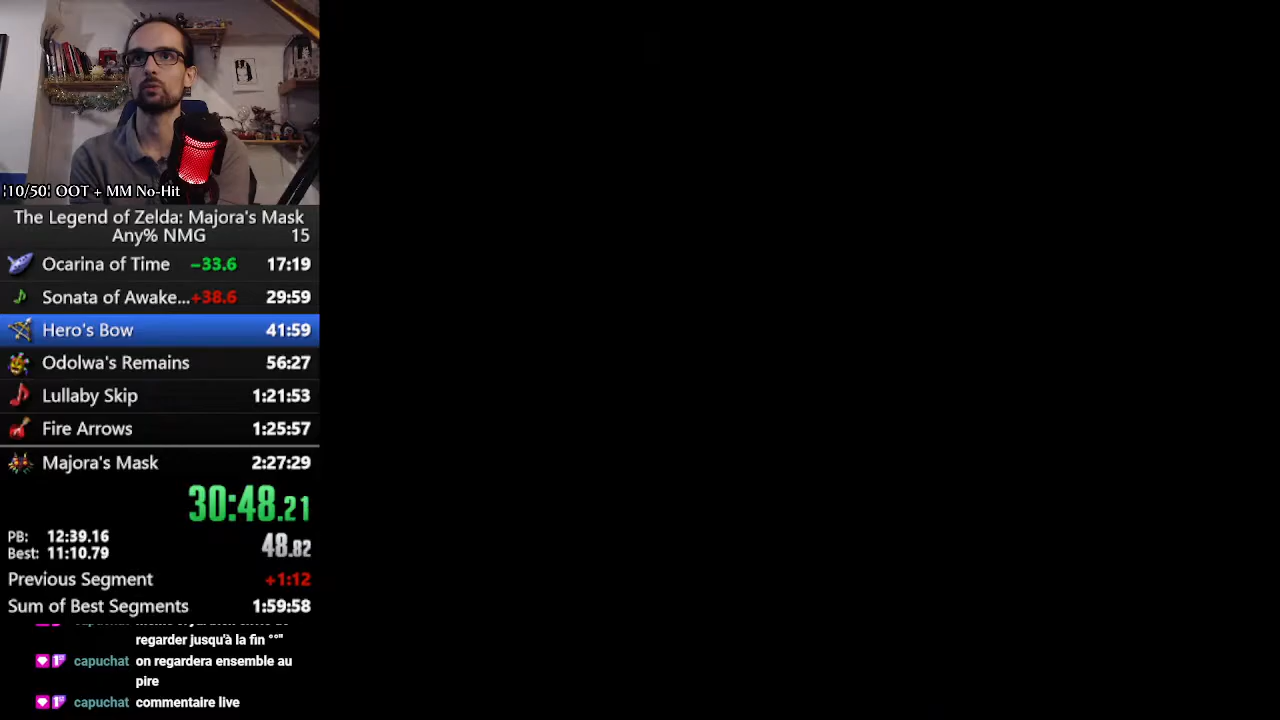 [10/50] OOT + MM No-Hit
The Legend of Zelda: Majora's Mask
Any% NMG 15
Ocarina of Time −33.6 17:19
Sonata of Awake... +38.6 29:59
Hero's Bow 41:59
Odolwa's Remains 56:27
Lullaby Skip 1:21:53
Fire Arrows 1:25:57
Majora's Mask 2:27:29
30:48.21
PB: 12:39.16
48.82
Best: 11:10.79
Previous Segment +1:12
Sum of Best Segments 1:59:58
regarder jusqu'à la fin °°"
capuchat on regardera ensemble au
pire
capuchat commentaire live